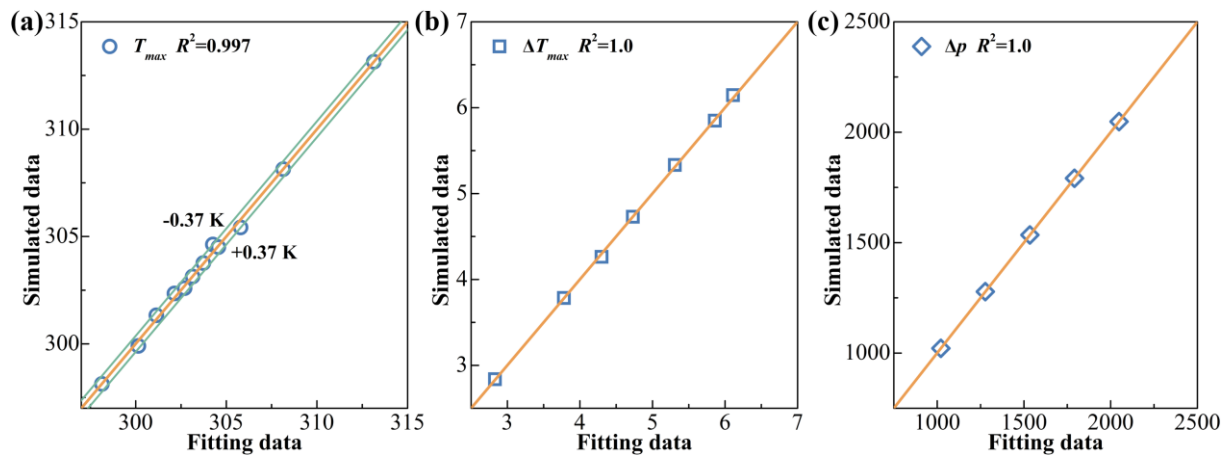 (a)
T_max R²=0.997
-0.37 K
+0.37 K
315
310
305
300
300
305
310
315
Simulated data
Fitting data
(b)
ΔT_max R²=1.0
7
6
5
4
3
3
4
5
6
7
Simulated data
Fitting data
(c)
Δp R²=1.0
2500
2000
1500
1000
1000
1500
2000
2500
Simulated data
Fitting data